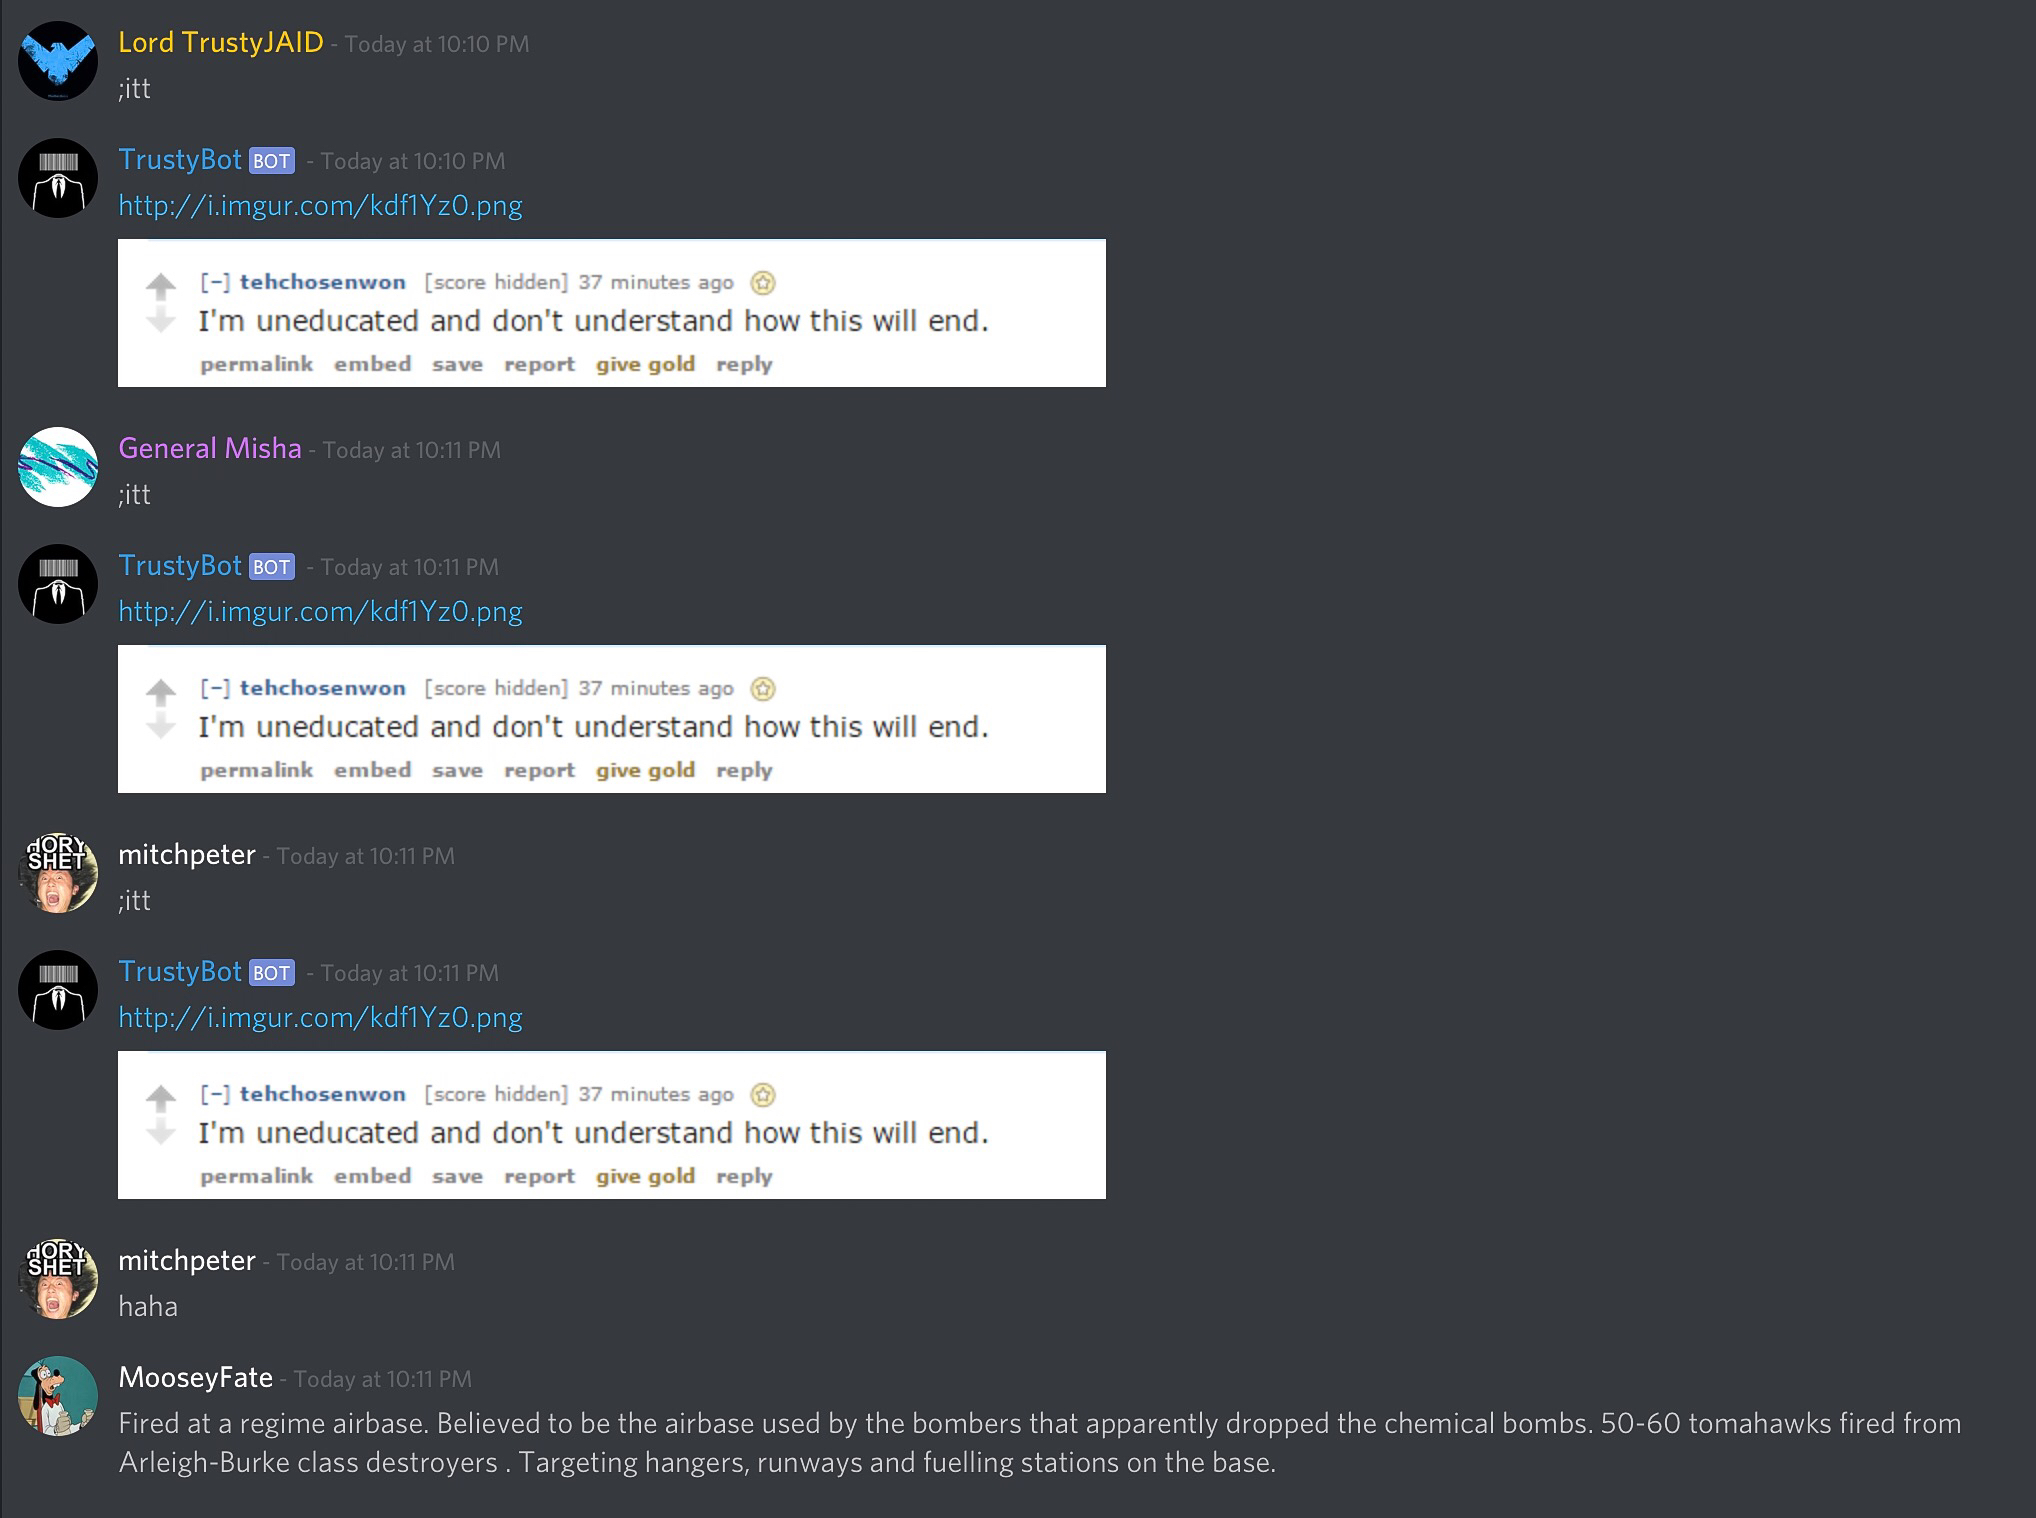 Lord TrustyJAID - Today at 10:10 PM
;itt
TrustyBot BOT - Today at 10:10 PM
http://i.imgur.com/kdf1Yz0.png
[-] tehchosenwon [score hidden] 37 minutes ago
I'm uneducated and don't understand how this will end.
permalink embed save report give gold reply
General Misha - Today at 10:11 PM
;itt
TrustyBot BOT - Today at 10:11 PM
http://i.imgur.com/kdf1Yz0.png
[-] tehchosenwon [score hidden] 37 minutes ago
I'm uneducated and don't understand how this will end.
permalink embed save report give gold reply
HORY
SHET
mitchpeter - Today at 10:11 PM
;itt
TrustyBot BOT - Today at 10:11 PM
http://i.imgur.com/kdf1Yz0.png
[-] tehchosenwon [score hidden] 37 minutes ago
I'm uneducated and don't understand how this will end.
permalink embed save report give gold reply
HORY
SHET
mitchpeter - Today at 10:11 PM
haha
MooseyFate - Today at 10:11 PM
Fired at a regime airbase. Believed to be the airbase used by the bombers that apparently dropped the chemical bombs. 50-60 tomahawks fired from
Arleigh-Burke class destroyers . Targeting hangers, runways and fuelling stations on the base.